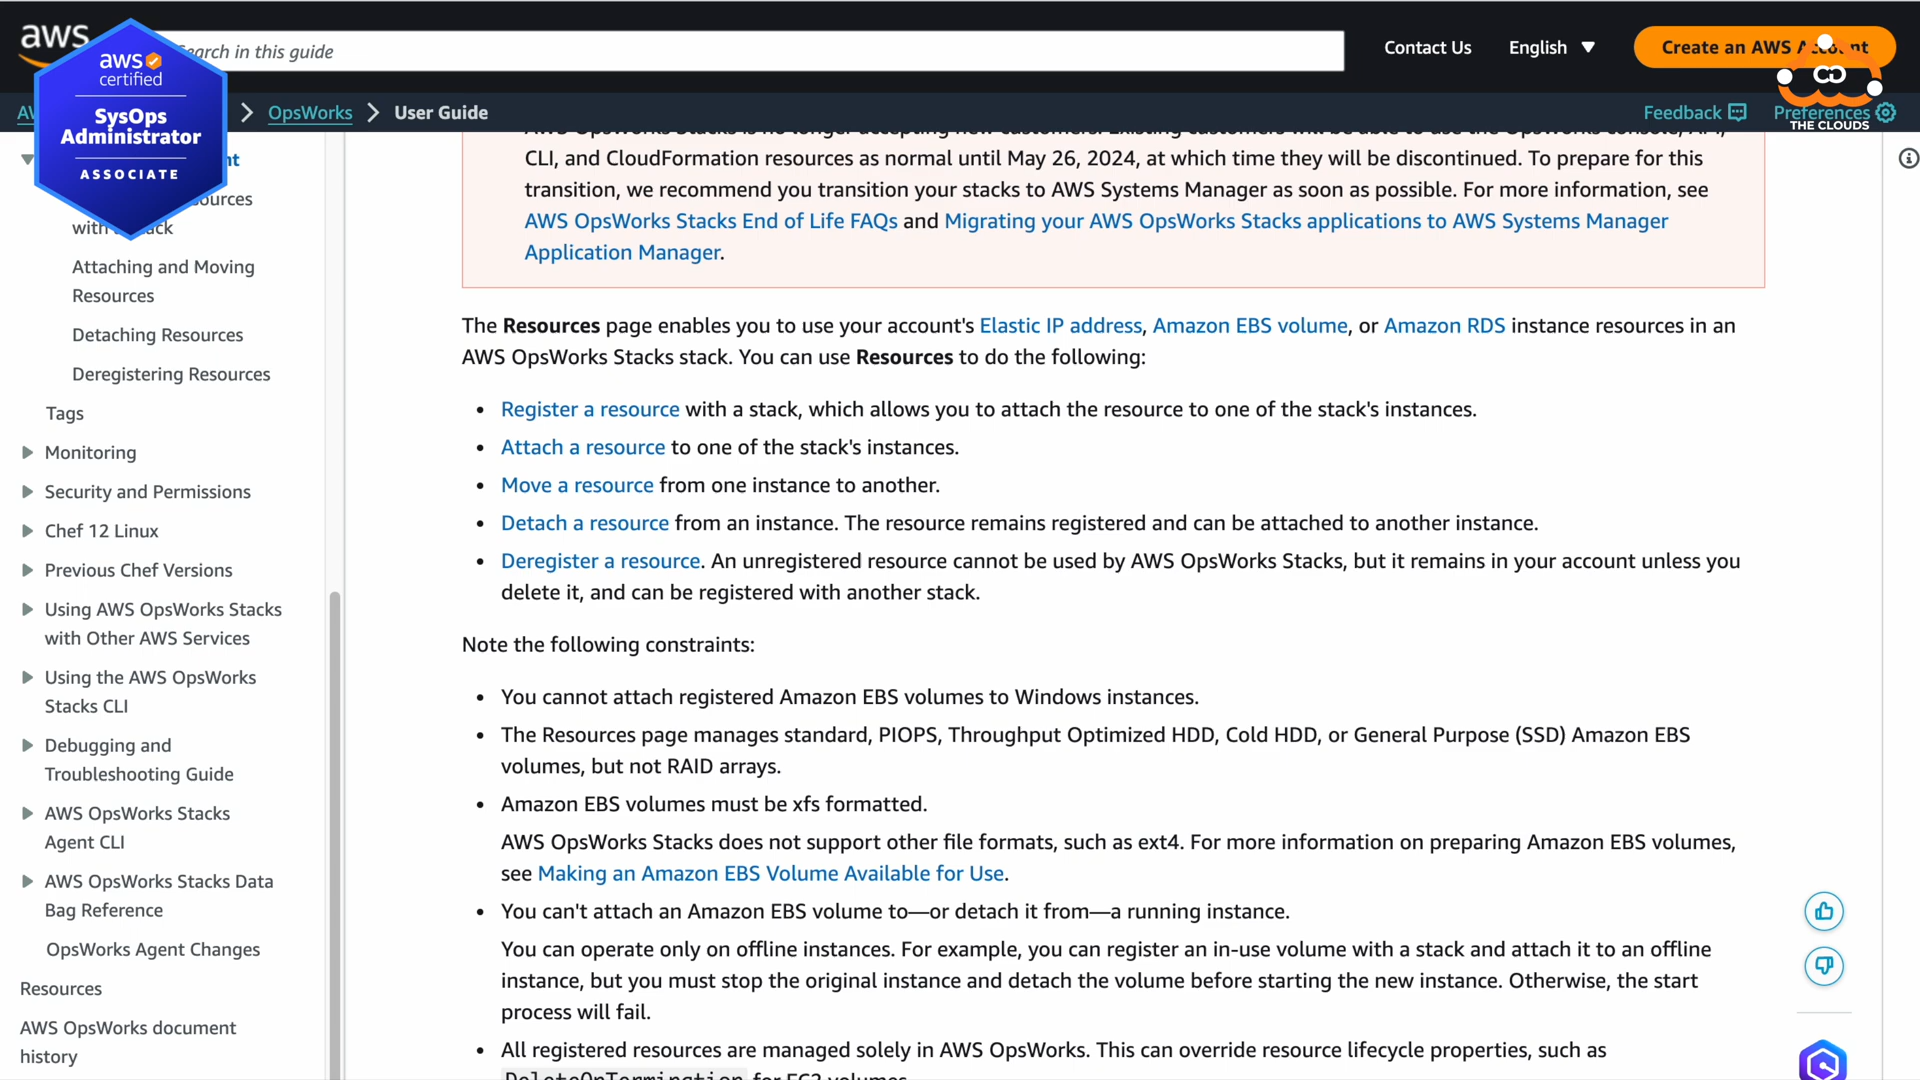 aws
Search in this guide
Contact Us
English
Create an AWS Account
aws
certified
SysOps
Administrator
ASSOCIATE
OpsWorks
User Guide
Feedback
Preferences
THE CLOUDS
CLI, and CloudFormation resources as normal until May 26, 2024, at which time they will be discontinued. To prepare for this
transition, we recommend you transition your stacks to AWS Systems Manager as soon as possible. For more information, see
AWS OpsWorks Stacks End of Life FAQs and Migrating your AWS OpsWorks Stacks applications to AWS Systems Manager
Application Manager.
The Resources page enables you to use your account's Elastic IP address, Amazon EBS volume, or Amazon RDS instance resources in an
AWS OpsWorks Stacks stack. You can use Resources to do the following:
• Register a resource with a stack, which allows you to attach the resource to one of the stack's instances.
• Attach a resource to one of the stack's instances.
• Move a resource from one instance to another.
• Detach a resource from an instance. The resource remains registered and can be attached to another instance.
• Deregister a resource. An unregistered resource cannot be used by AWS OpsWorks Stacks, but it remains in your account unless you
delete it, and can be registered with another stack.
Note the following constraints:
• You cannot attach registered Amazon EBS volumes to Windows instances.
• The Resources page manages standard, PIOPS, Throughput Optimized HDD, Cold HDD, or General Purpose (SSD) Amazon EBS
volumes, but not RAID arrays.
• Amazon EBS volumes must be xfs formatted.
AWS OpsWorks Stacks does not support other file formats, such as ext4. For more information on preparing Amazon EBS volumes,
see Making an Amazon EBS Volume Available for Use.
• You can't attach an Amazon EBS volume to—or detach it from—a running instance.
You can operate only on offline instances. For example, you can register an in-use volume with a stack and attach it to an offline
instance, but you must stop the original instance and detach the volume before starting the new instance. Otherwise, the start
process will fail.
• All registered resources are managed solely in AWS OpsWorks. This can override resource lifecycle properties, such as
DeleteOnTermination for EC2 volumes.
with
Attaching and Moving
Resources
Detaching Resources
Deregistering Resources
Tags
Monitoring
Security and Permissions
Chef 12 Linux
Previous Chef Versions
Using AWS OpsWorks Stacks
with Other AWS Services
Using the AWS OpsWorks
Stacks CLI
Debugging and
Troubleshooting Guide
AWS OpsWorks Stacks
Agent CLI
AWS OpsWorks Stacks Data
Bag Reference
OpsWorks Agent Changes
Resources
AWS OpsWorks document
history